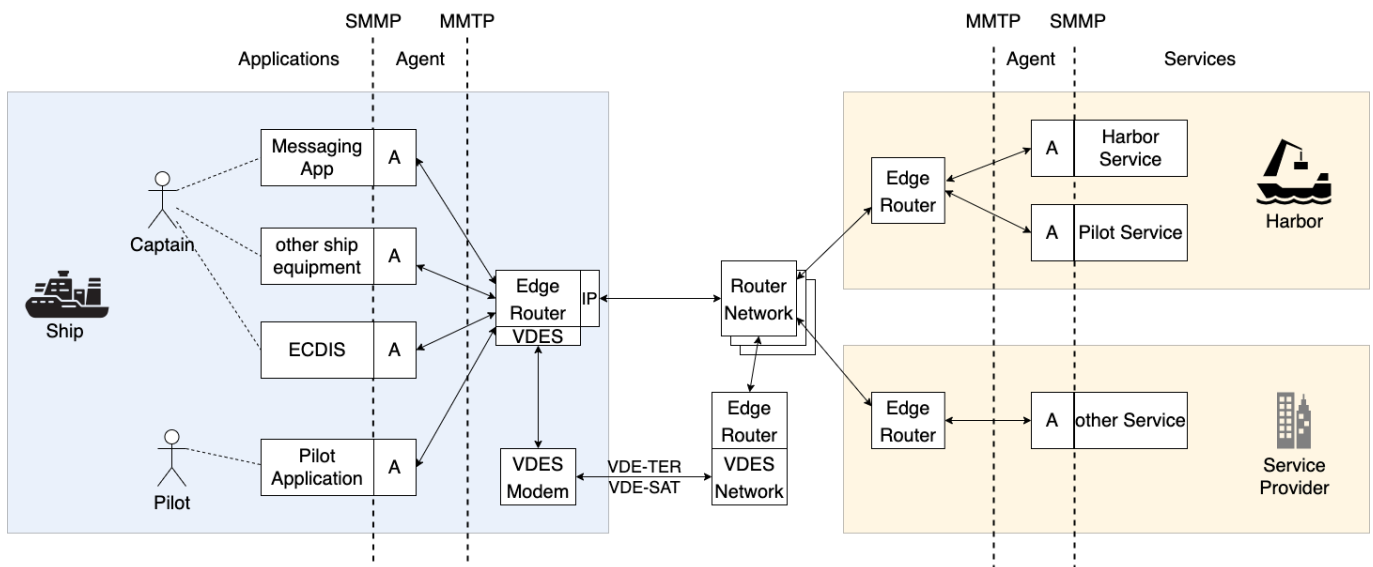 SMMP
MMTP
MMTP
SMMP
Applications
Agent
Agent
Services
Messaging
App
A
Captain
other ship
equipment
A
Ship
ECDIS
A
Pilot
Pilot
Application
A
Edge
Router
IP
VDES
VDES
Modem
VDE-TER
VDE-SAT
Router
Network
Edge
Router
VDES
Network
Edge
Router
A
Harbor
Service
A
Pilot Service
Harbor
Edge
Router
A
other Service
Service
Provider